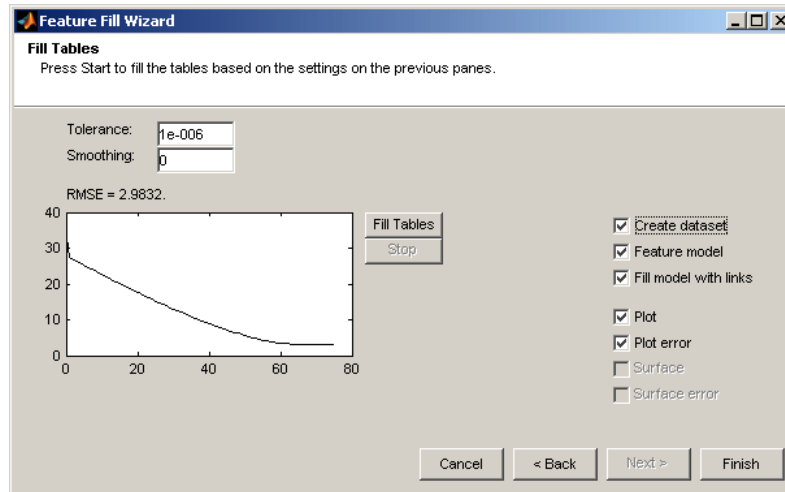 Feature Fill Wizard
Fill Tables
Press Start to fill the tables based on the settings on the previous panes.
Tolerance: 1e-006
Smoothing: 0
RMSE = 2.9832.
40
30
20
10
0
0 20 40 60 80
Fill Tables
Stop
Create dataset
Feature model
Fill model with links
Plot
Plot error
Surface
Surface error
Cancel
< Back
Next >
Finish